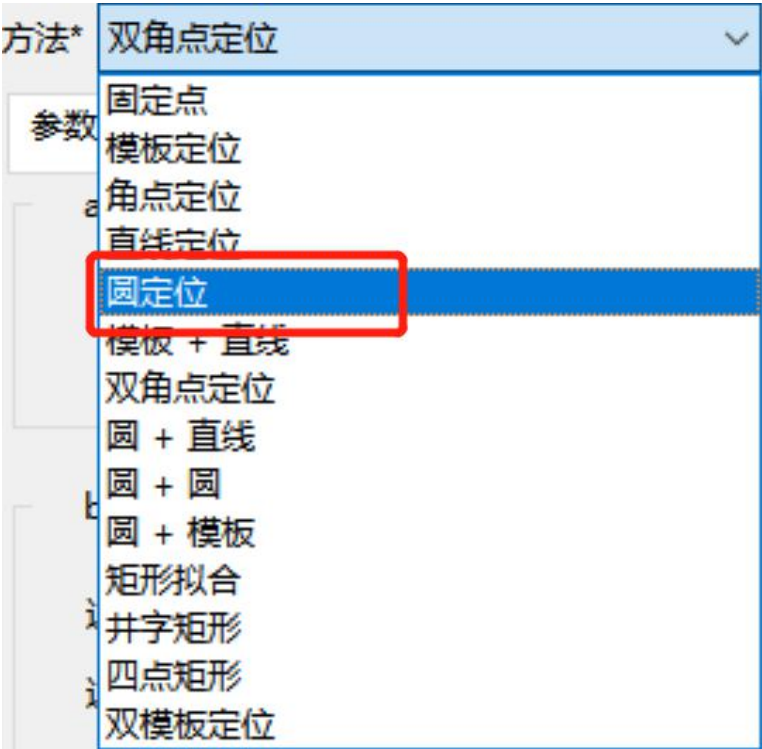 方法* 双角点定位
参数
固定点
模板定位
角点定位
直线定位
圆定位
模板 + 直线
双角点定位
圆 + 直线
圆 + 圆
圆 + 模板
矩形拟合
井字矩形
四点矩形
双模板定位